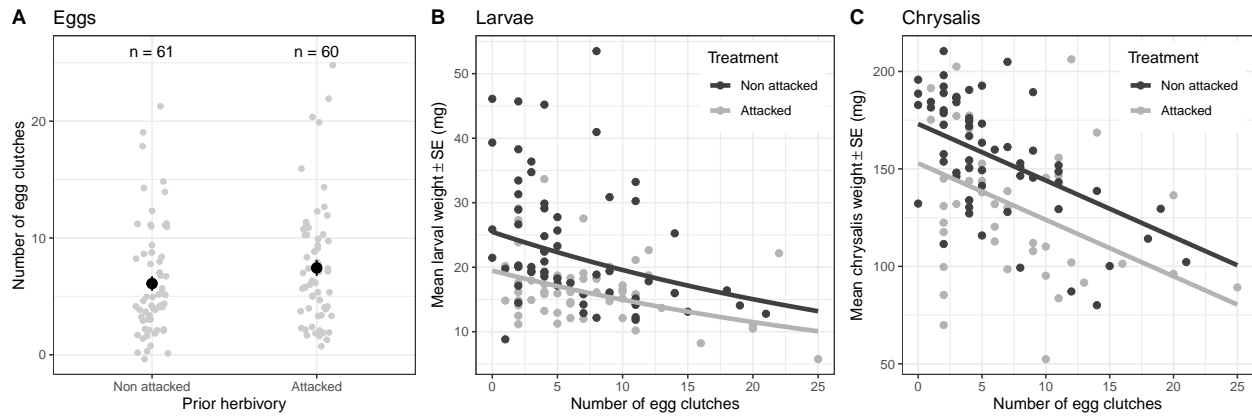 A Eggs
n = 61
n = 60
Number of egg clutches
20
10
0
Non attacked
Attacked
Prior herbivory
B Larvae
Treatment
Non attacked
Attacked
Mean larval weight ± SE (mg)
50
40
30
20
10
0
5
10
15
20
25
Number of egg clutches
C Chrysalis
Treatment
Non attacked
Attacked
Mean chrysalis weight ± SE (mg)
200
150
100
50
0
5
10
15
20
25
Number of egg clutches